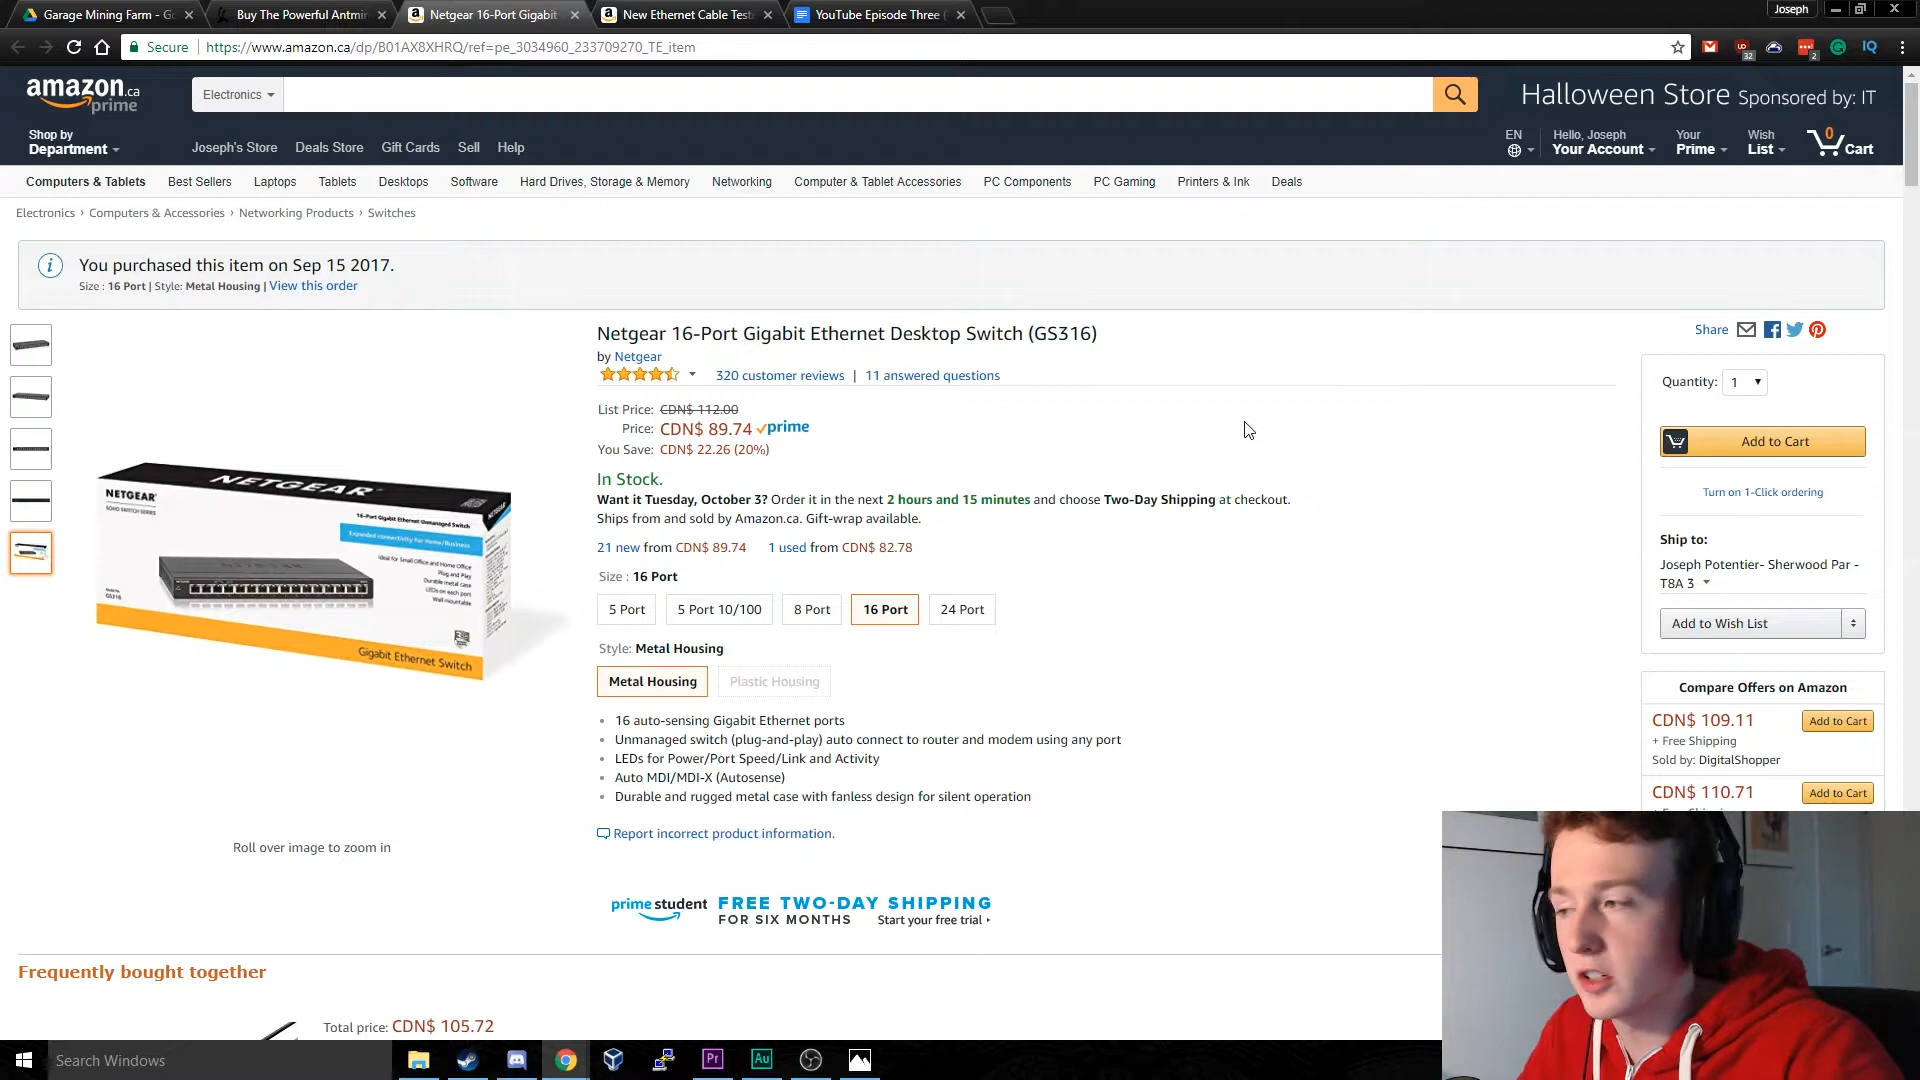 Garage Mining Farm - Go
Buy The Powerful Antmin
Netgear 16-Port Gigabit
New Ethernet Cable Test
YouTube Episode Three (
Joseph
Secure
https://www.amazon.ca/dp/B01AX8XHRQ/ref=pe_3034960_233709270_TE_item
32
2
IQ
amazon.ca
prime
Electronics
Halloween Store Sponsored by: IT
Shop by
Department
Joseph's Store
Deals Store
Gift Cards
Sell
Help
EN
Hello, Joseph
Your Account
Your
Prime
Wish
List
0
Cart
Computers & Tablets
Best Sellers
Laptops
Tablets
Desktops
Software
Hard Drives, Storage & Memory
Networking
Computer & Tablet Accessories
PC Components
PC Gaming
Printers & Ink
Deals
Electronics › Computers & Accessories › Networking Products › Switches
You purchased this item on Sep 15 2017.
Size : 16 Port | Style: Metal Housing | View this order
Netgear 16-Port Gigabit Ethernet Desktop Switch (GS316)
by Netgear
320 customer reviews | 11 answered questions
List Price: CDN$ 112.00
Price: CDN$ 89.74 prime
You Save: CDN$ 22.26 (20%)
In Stock.
Want it Tuesday, October 3? Order it in the next 2 hours and 15 minutes and choose Two-Day Shipping at checkout.
Ships from and sold by Amazon.ca. Gift-wrap available.
21 new from CDN$ 89.74 1 used from CDN$ 82.78
Size : 16 Port
5 Port
5 Port 10/100
8 Port
16 Port
24 Port
Style: Metal Housing
Metal Housing
Plastic Housing
16 auto-sensing Gigabit Ethernet ports
Unmanaged switch (plug-and-play) auto connect to router and modem using any port
LEDs for Power/Port Speed/Link and Activity
Auto MDI/MDI-X (Autosense)
Durable and rugged metal case with fanless design for silent operation
Report incorrect product information.
prime student
FREE TWO-DAY SHIPPING
FOR SIX MONTHS
Start your free trial
NETGEAR
NETGEAR
SOHO SWITCH SERIES
16-Port Gigabit Ethernet Unmanaged Switch
Expanded connectivity for Home/Business
Ideal for Small Office and Home Office
Plug and Play
Durable metal case
LEDs on each port
Wall-mountable
GS316
Gigabit Ethernet Switch
Roll over image to zoom in
Share
Quantity: 1
Add to Cart
Turn on 1-Click ordering
Ship to:
Joseph Potentier- Sherwood Par -
T8A 3
Add to Wish List
Compare Offers on Amazon
CDN$ 109.11
Add to Cart
+ Free Shipping
Sold by: DigitalShopper
CDN$ 110.71
Add to Cart
Frequently bought together
Total price: CDN$ 105.72
Search Windows
Pr
Au